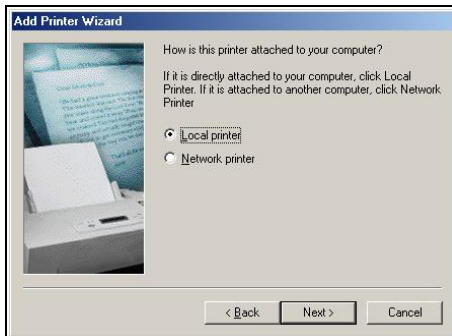 Add Printer Wizard
How is this printer attached to your computer?
If it is directly attached to your computer, click Local
Printer. If it is attached to another computer, click Network
Printer
Local printer
Network printer
< Back
Next >
Cancel